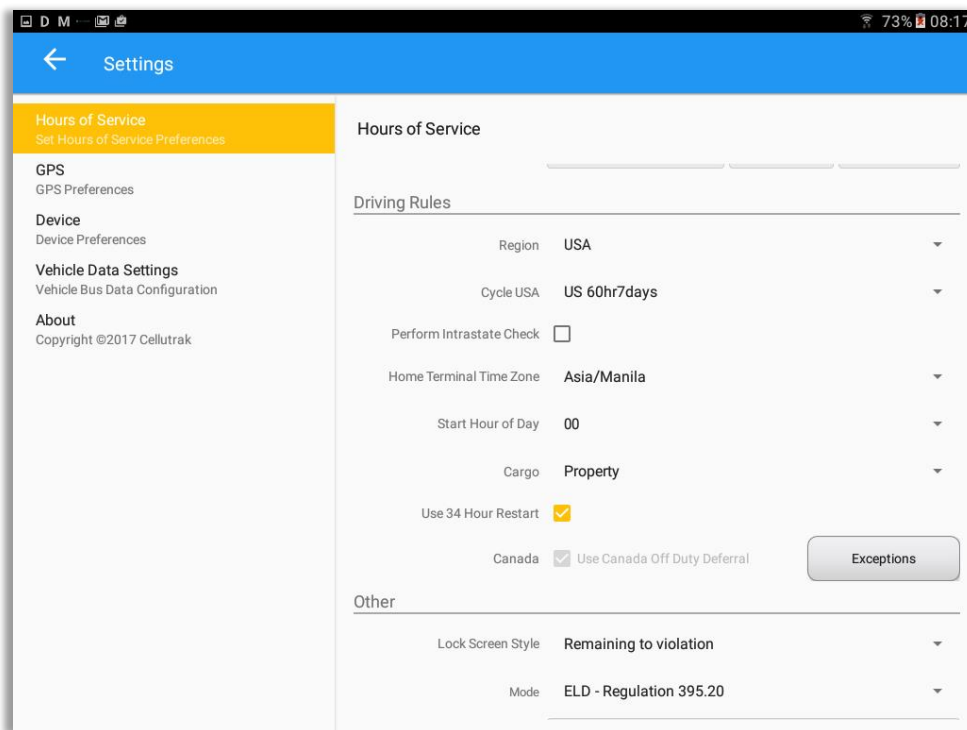 D M 73% 08:17
Settings
Hours of Service
Set Hours of Service Preferences
GPS
GPS Preferences
Device
Device Preferences
Vehicle Data Settings
Vehicle Bus Data Configuration
About
Copyright ©2017 Cellutrak
Hours of Service
Driving Rules
Region USA
Cycle USA US 60hr7days
Perform Intrastate Check
Home Terminal Time Zone Asia/Manila
Start Hour of Day 00
Cargo Property
Use 34 Hour Restart
Canada Use Canada Off Duty Deferral Exceptions
Other
Lock Screen Style Remaining to violation
Mode ELD - Regulation 395.20